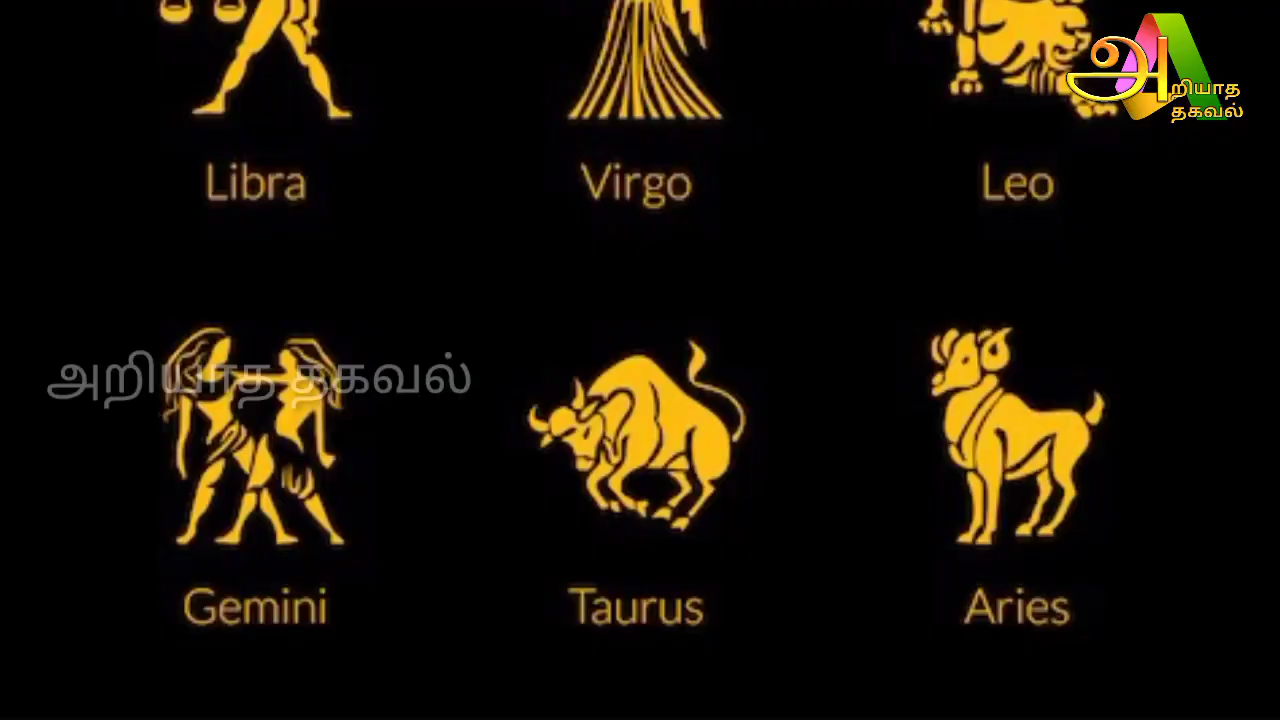 அறியாத
தகவல்
Libra
Virgo
Leo
அறியாத தகவல்
Gemini
Taurus
Aries